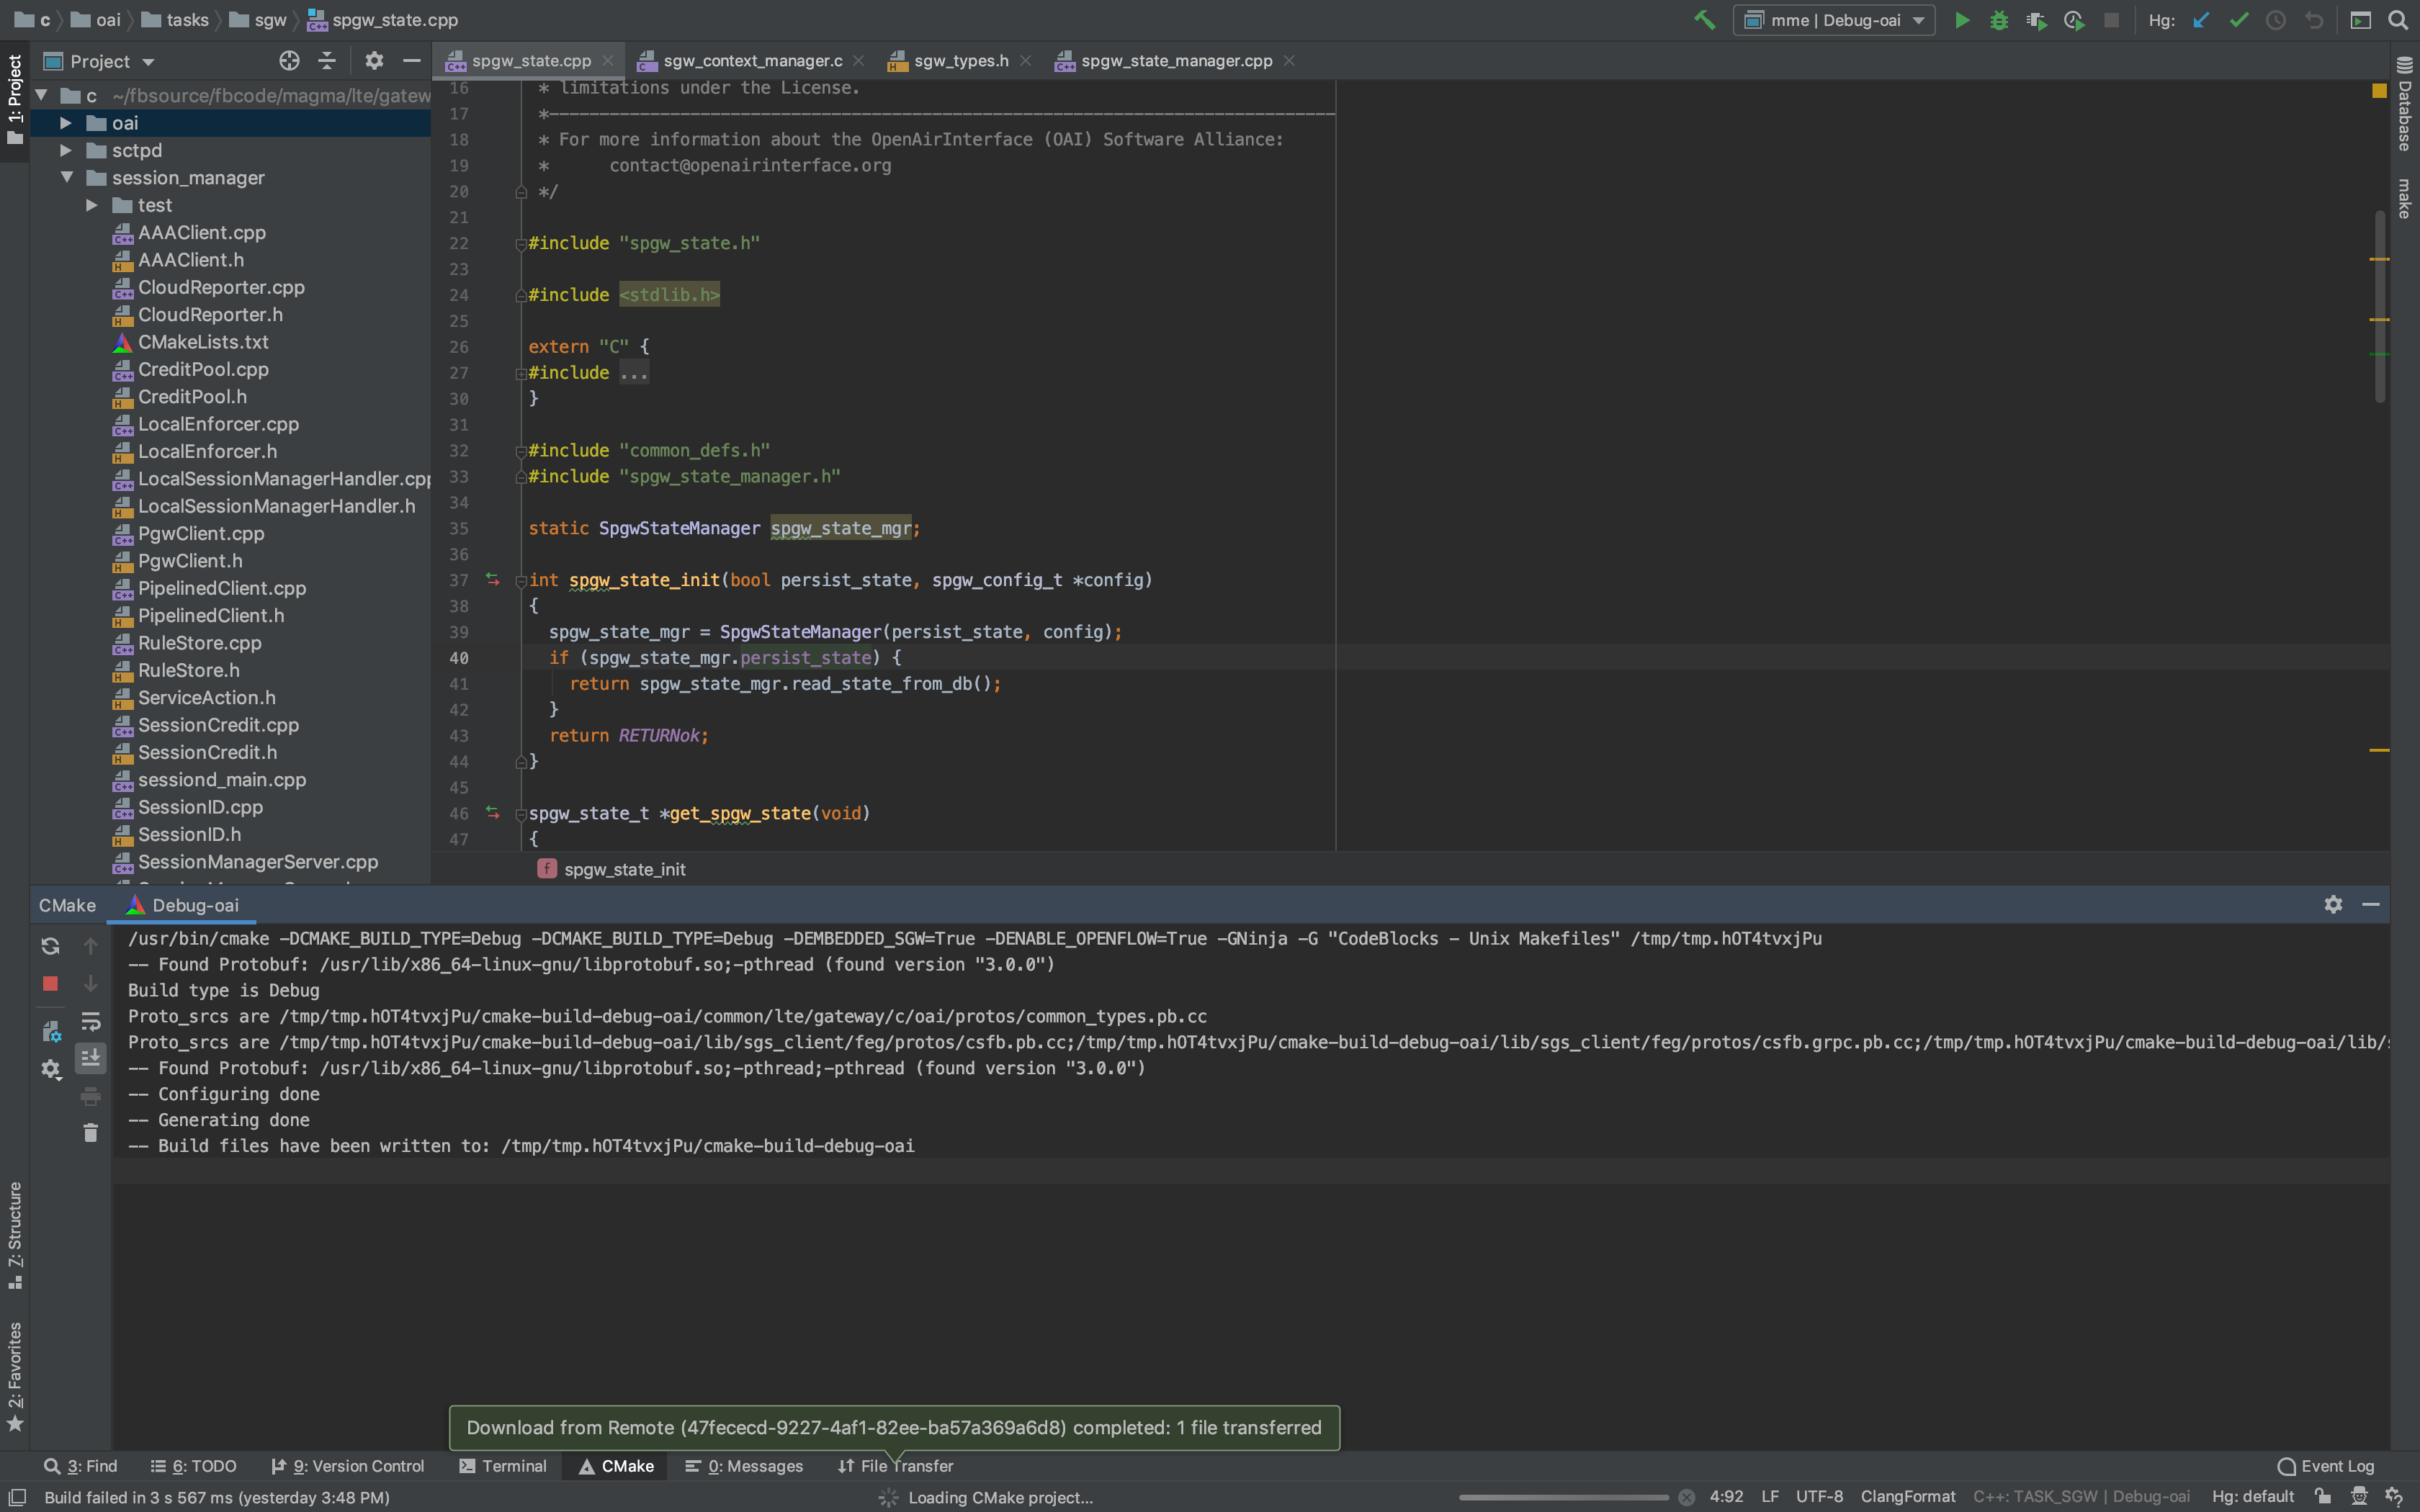 c
oai
tasks
sgw
spgw_state.cpp
mme | Debug-oai
Hg:
1: Project
Project
spgw_state.cpp
sgw_context_manager.c
sgw_types.h
spgw_state_manager.cpp
Database
make
c ~/fbsource/fbcode/magma/lte/gatew
oai
sctpd
session_manager
test
AAAClient.cpp
AAAClient.h
CloudReporter.cpp
CloudReporter.h
CMakeLists.txt
CreditPool.cpp
CreditPool.h
LocalEnforcer.cpp
LocalEnforcer.h
LocalSessionManagerHandler.cpp
LocalSessionManagerHandler.h
PgwClient.cpp
PgwClient.h
PipelinedClient.cpp
PipelinedClient.h
RuleStore.cpp
RuleStore.h
ServiceAction.h
SessionCredit.cpp
SessionCredit.h
sessiond_main.cpp
SessionID.cpp
SessionID.h
SessionManagerServer.cpp
16 * limitations under the License.
17 *------------------------------------------------------------------------------
18 * For more information about the OpenAirInterface (OAI) Software Alliance:
19 *      contact@openairinterface.org
20 */
21
22 #include "spgw_state.h"
23
24 #include <stdlib.h>
25
26 extern "C" {
27 #include ...
30 }
31
32 #include "common_defs.h"
33 #include "spgw_state_manager.h"
34
35 static SpgwStateManager spgw_state_mgr;
36
37 int spgw_state_init(bool persist_state, spgw_config_t *config)
38 {
39   spgw_state_mgr = SpgwStateManager(persist_state, config);
40   if (spgw_state_mgr.persist_state) {
41     return spgw_state_mgr.read_state_from_db();
42   }
43   return RETURNok;
44 }
45
46 spgw_state_t *get_spgw_state(void)
47 {
f spgw_state_init
CMake
Debug-oai
/usr/bin/cmake -DCMAKE_BUILD_TYPE=Debug -DCMAKE_BUILD_TYPE=Debug -DEMBEDDED_SGW=True -DENABLE_OPENFLOW=True -GNinja -G "CodeBlocks - Unix Makefiles" /tmp/tmp.hOT4tvxjPu
-- Found Protobuf: /usr/lib/x86_64-linux-gnu/libprotobuf.so;-pthread (found version "3.0.0")
Build type is Debug
Proto_srcs are /tmp/tmp.hOT4tvxjPu/cmake-build-debug-oai/common/lte/gateway/c/oai/protos/common_types.pb.cc
Proto_srcs are /tmp/tmp.hOT4tvxjPu/cmake-build-debug-oai/lib/sgs_client/feg/protos/csfb.pb.cc;/tmp/tmp.hOT4tvxjPu/cmake-build-debug-oai/lib/sgs_client/feg/protos/csfb.grpc.pb.cc;/tmp/tmp.hOT4tvxjPu/cmake-build-debug-oai/lib/
-- Found Protobuf: /usr/lib/x86_64-linux-gnu/libprotobuf.so;-pthread;-pthread (found version "3.0.0")
-- Configuring done
-- Generating done
-- Build files have been written to: /tmp/tmp.hOT4tvxjPu/cmake-build-debug-oai
7: Structure
2: Favorites
Download from Remote (47fececd-9227-4af1-82ee-ba57a369a6d8) completed: 1 file transferred
3: Find
6: TODO
9: Version Control
Terminal
CMake
0: Messages
File Transfer
Event Log
Build failed in 3 s 567 ms (yesterday 3:48 PM)
Loading CMake project...
4:92
LF
UTF-8
ClangFormat
C++: TASK_SGW | Debug-oai
Hg: default